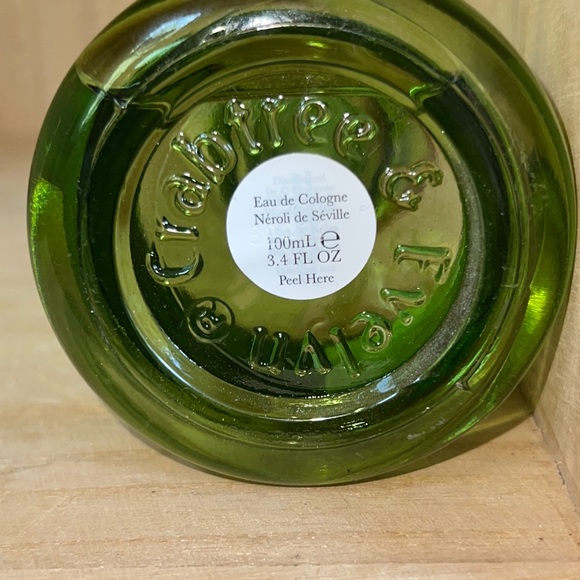 Crabtree & Evelyn ®
Eau de Cologne
Néroli de Séville
100mL ℮
3.4 FL OZ
Peel Here